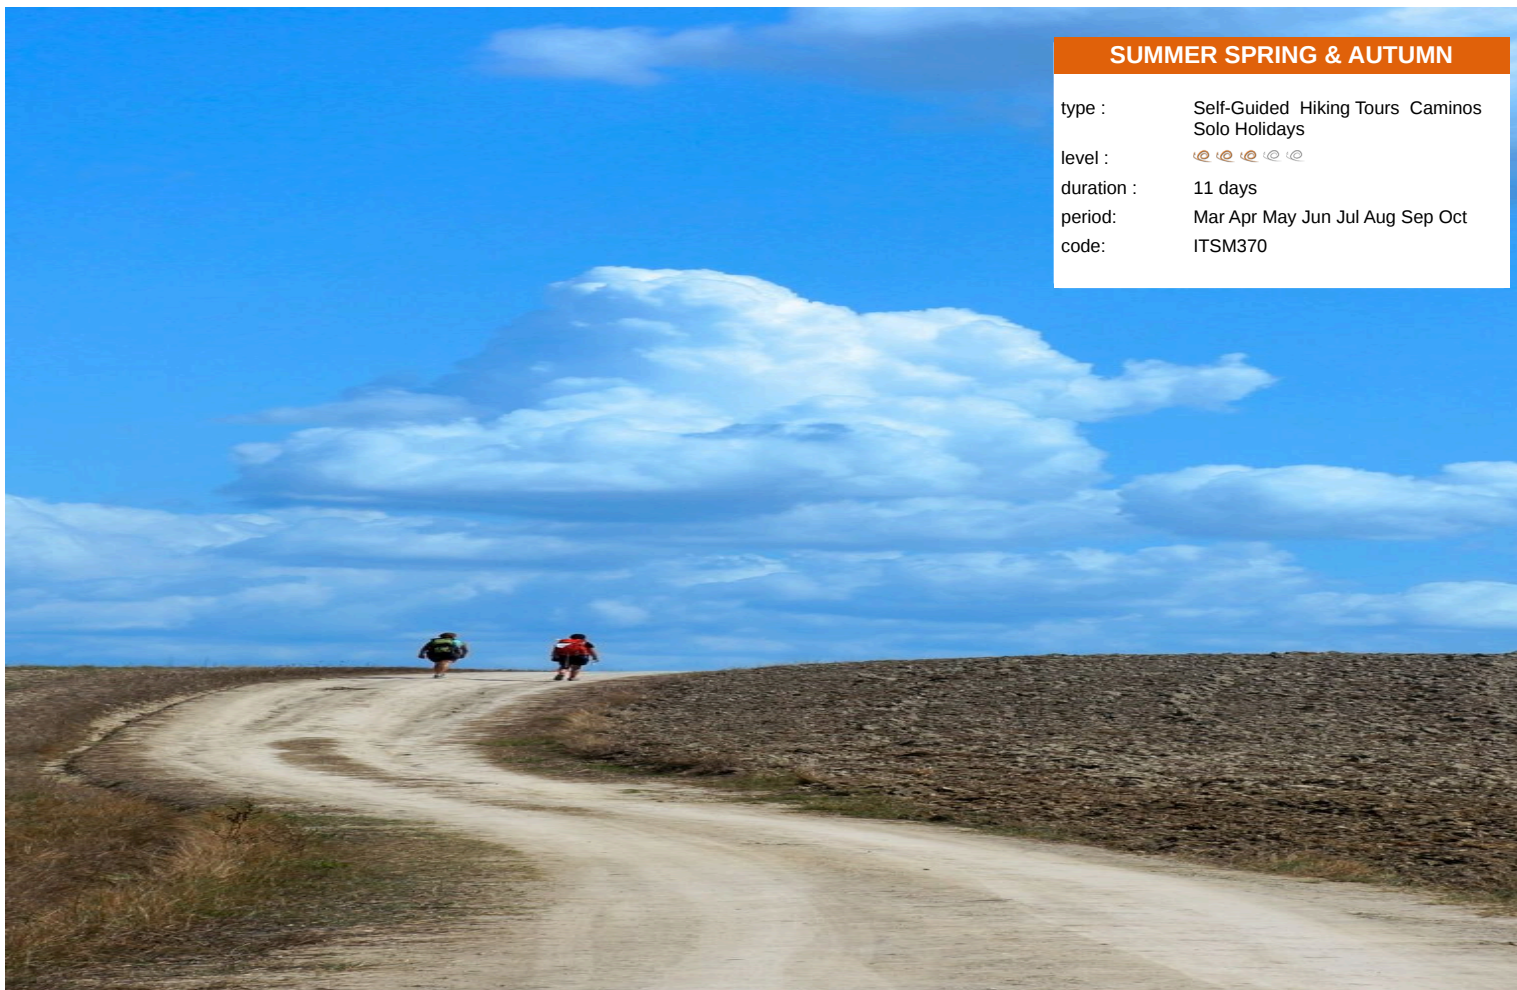 SUMMER SPRING & AUTUMN
type : Self-Guided Hiking Tours Caminos
Solo Holidays
level :
duration : 11 days
period: Mar Apr May Jun Jul Aug Sep Oct
code: ITSM370